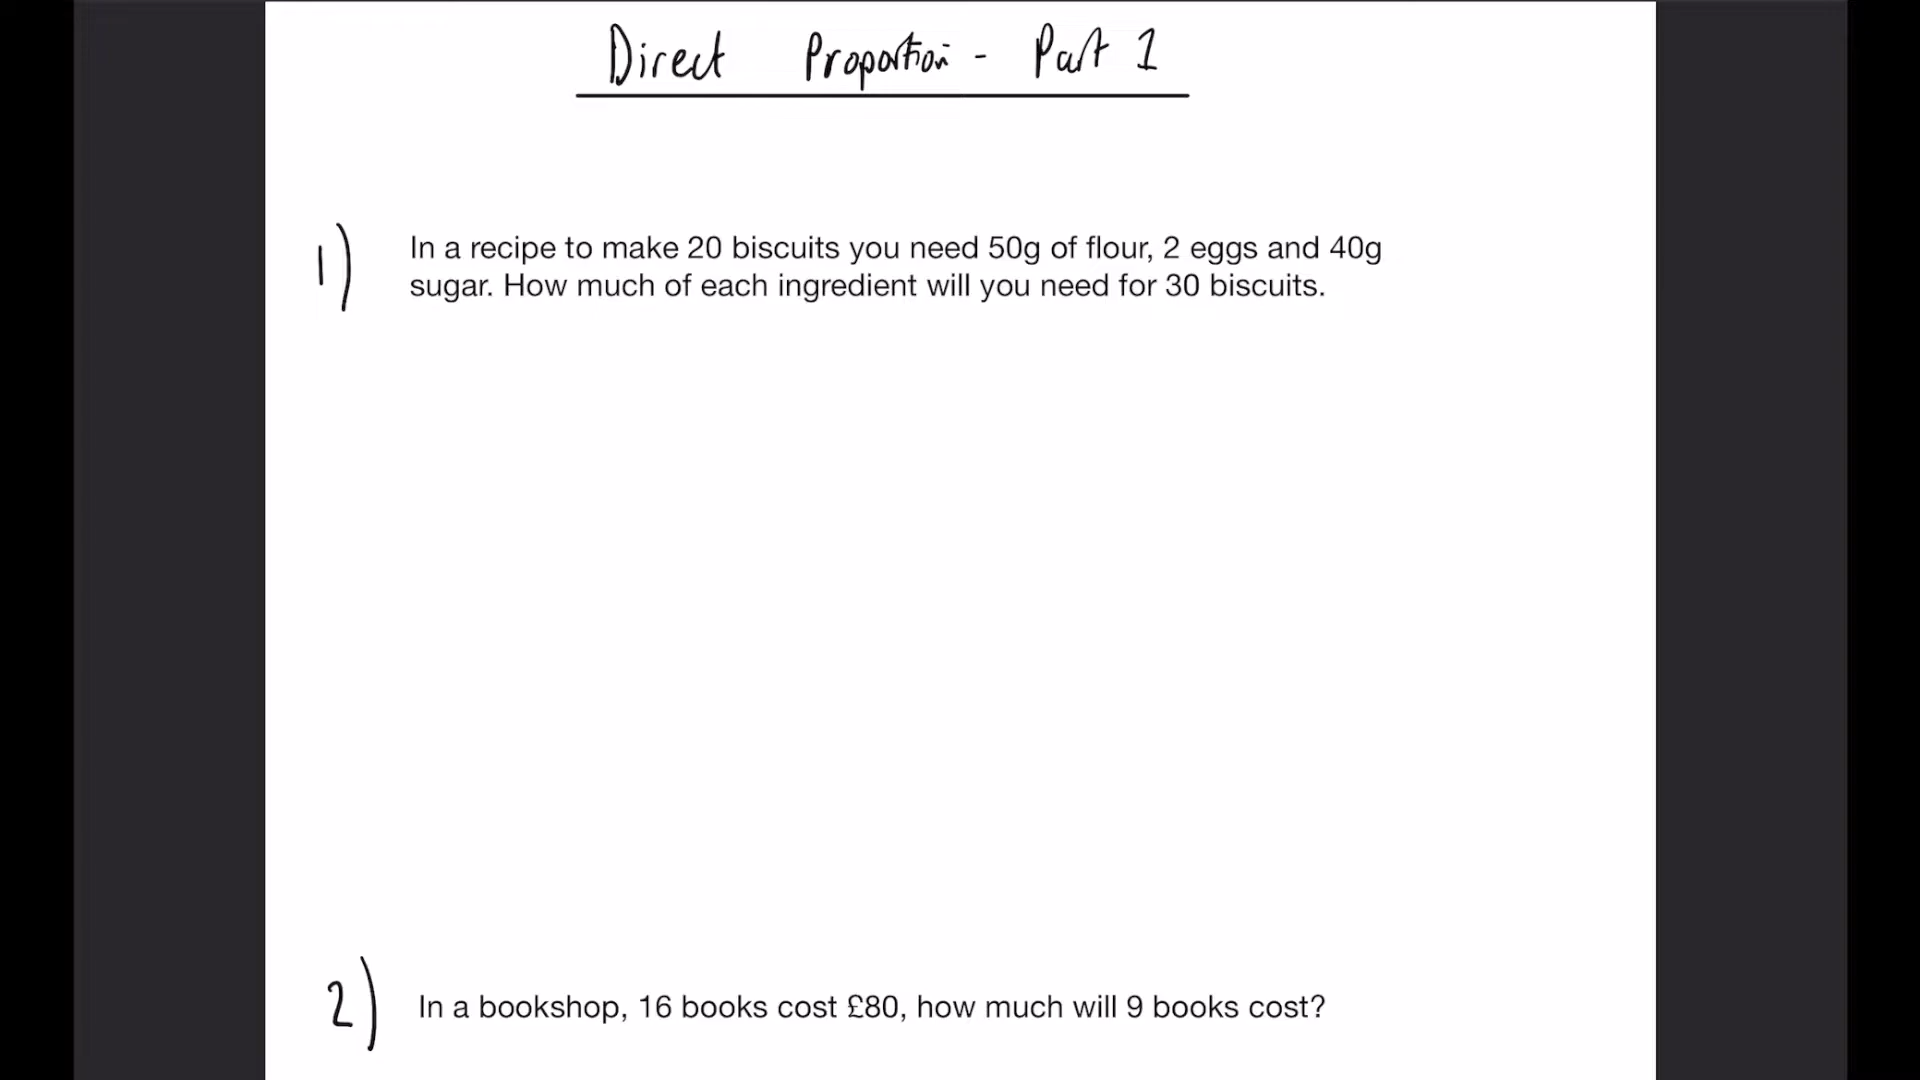 Direct Proportion - Part 1
1) In a recipe to make 20 biscuits you need 50g of flour, 2 eggs and 40g
sugar. How much of each ingredient will you need for 30 biscuits.
2) In a bookshop, 16 books cost £80, how much will 9 books cost?